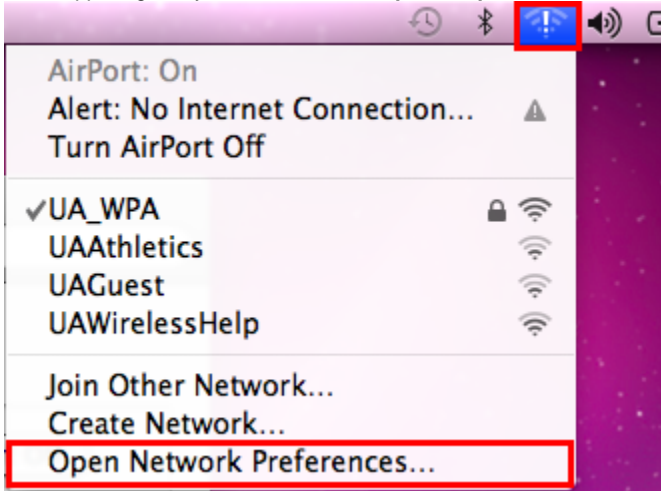 AirPort: On
Alert: No Internet Connection...
Turn AirPort Off
UA_WPA
UAAthletics
UAGuest
UAWirelessHelp
Join Other Network...
Create Network...
Open Network Preferences...